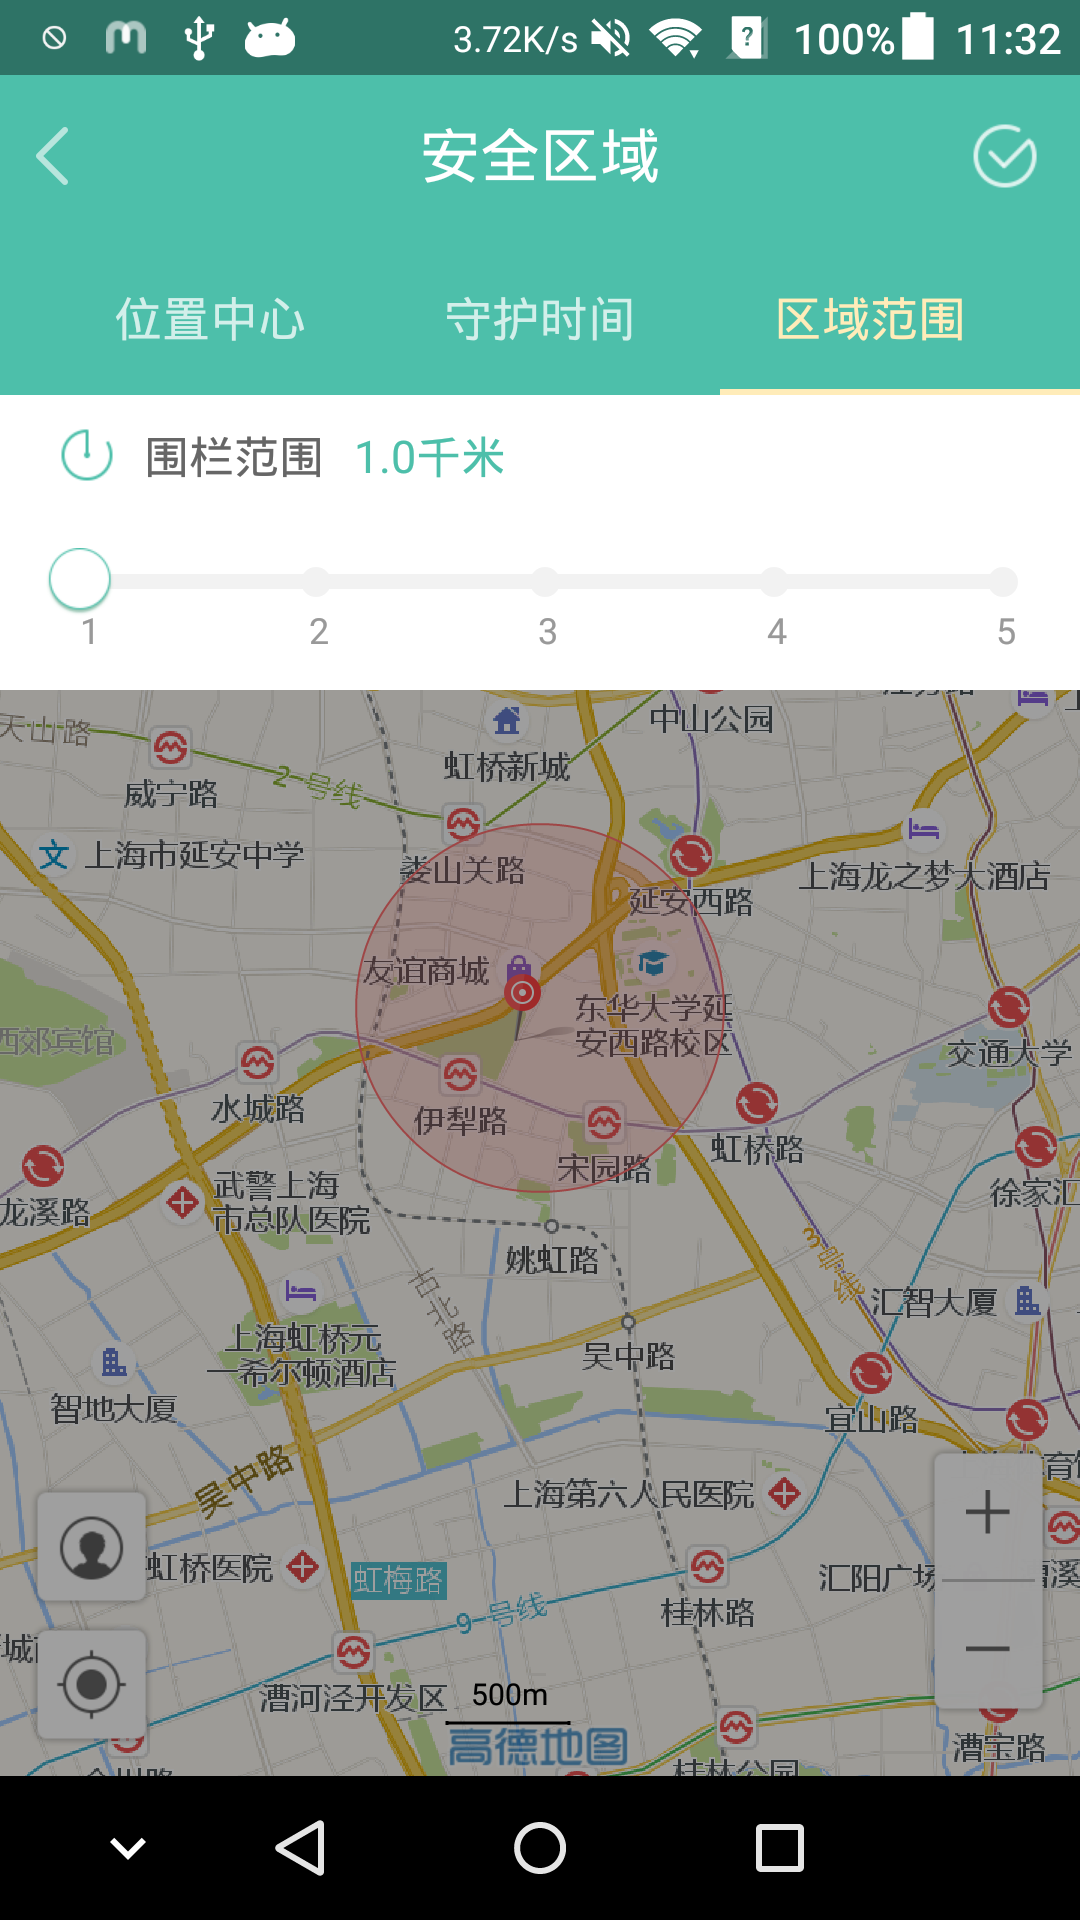 3.72K/s
?
100%
11:32
安全区域
位置中心
守护时间
区域范围
围栏范围 1.0千米
1 2 3 4 5
天山路
中山公园
虹桥新城
威宁路
2号线
文 上海市延安中学
娄山关路
上海龙之梦大酒店
延安西路
友谊商城
东华大学延
安西路校区
西郊宾馆
交通大学
水城路
伊犁路
虹桥路
宋园路
武警上海
市总队医院
龙溪路
徐家汇
姚虹路
3号线
古北路
汇智大厦
上海虹桥元
一希尔顿酒店
吴中路
智地大厦
宜山路
吴中路
上海第六人民医院
虹桥医院
虹梅路
汇阳广场
9号线
桂林路
漕河泾开发区
500m
高德地图
漕宝路
桂林公园